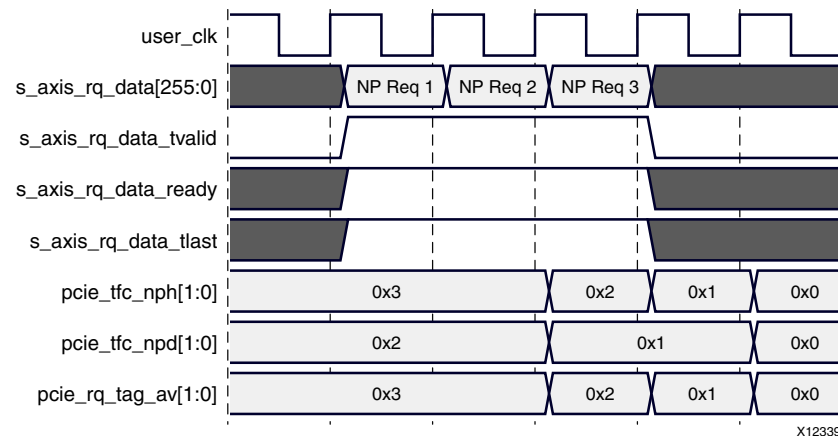 user_clk
s_axis_rq_data[255:0] NP Req 1 NP Req 2 NP Req 3
s_axis_rq_data_tvalid
s_axis_rq_data_ready
s_axis_rq_data_tlast
pcie_tfc_nph[1:0] 0x3 0x2 0x1 0x0
pcie_tfc_npd[1:0] 0x2 0x1 0x0
pcie_rq_tag_av[1:0] 0x3 0x2 0x1 0x0
X12339